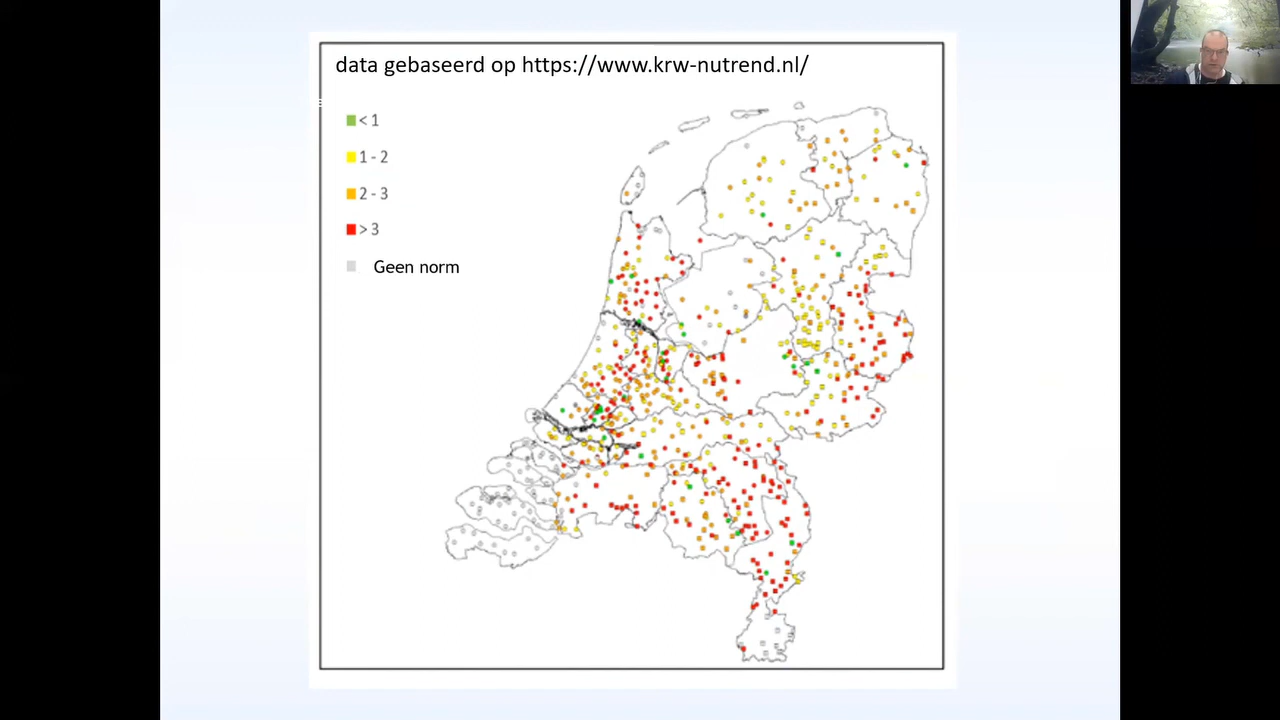 data gebaseerd op https://www.krw-nutrend.nl/
< 1
1 - 2
2 - 3
> 3
Geen norm